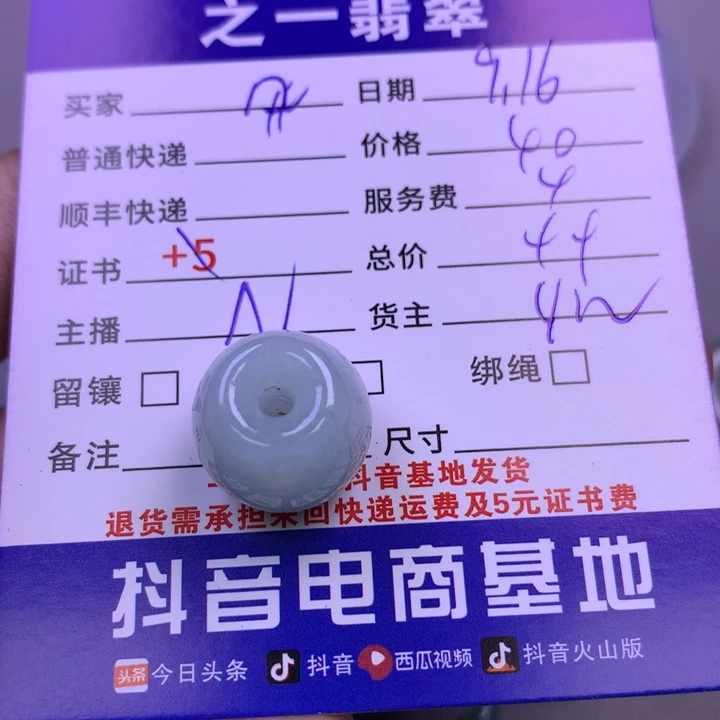 之一翡翠
买家 日期 9.16
普通快递 价格 40
顺丰快递 服务费 4
证书 +5 总价 44
主播 N 货主
留镶 绑绳
备注 尺寸
抖音基地发货
退货需承担来回快递运费及5元证书费
抖音电商基地
头条 今日头条 抖音 西瓜视频 抖音火山版